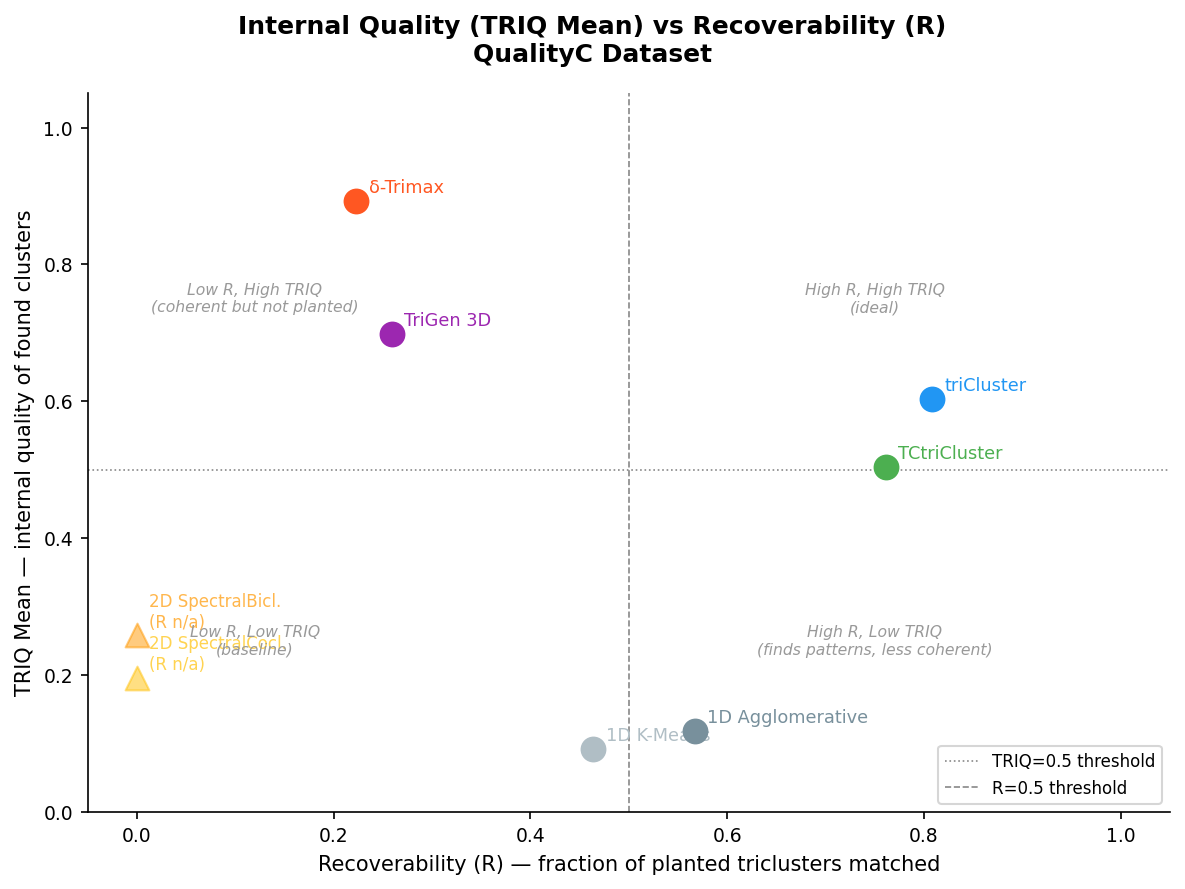 Internal Quality (TRIQ Mean) vs Recoverability (R)
QualityC Dataset
TRIQ Mean — internal quality of found clusters
1.0
0.8
0.6
0.4
0.2
0.0
δ-Trimax
Low R, High TRIQ
(coherent but not planted)
High R, High TRIQ
(ideal)
TriGen 3D
triCluster
TCtriCluster
2D SpectralBicl.
(R n/a)
2D SpectralCocl.
(R n/a)
Low R, Low TRIQ
(baseline)
High R, Low TRIQ
(finds patterns, less coherent)
1D Agglomerative
1D K-Means
TRIQ=0.5 threshold
R=0.5 threshold
0.0 0.2 0.4 0.6 0.8 1.0
Recoverability (R) — fraction of planted triclusters matched